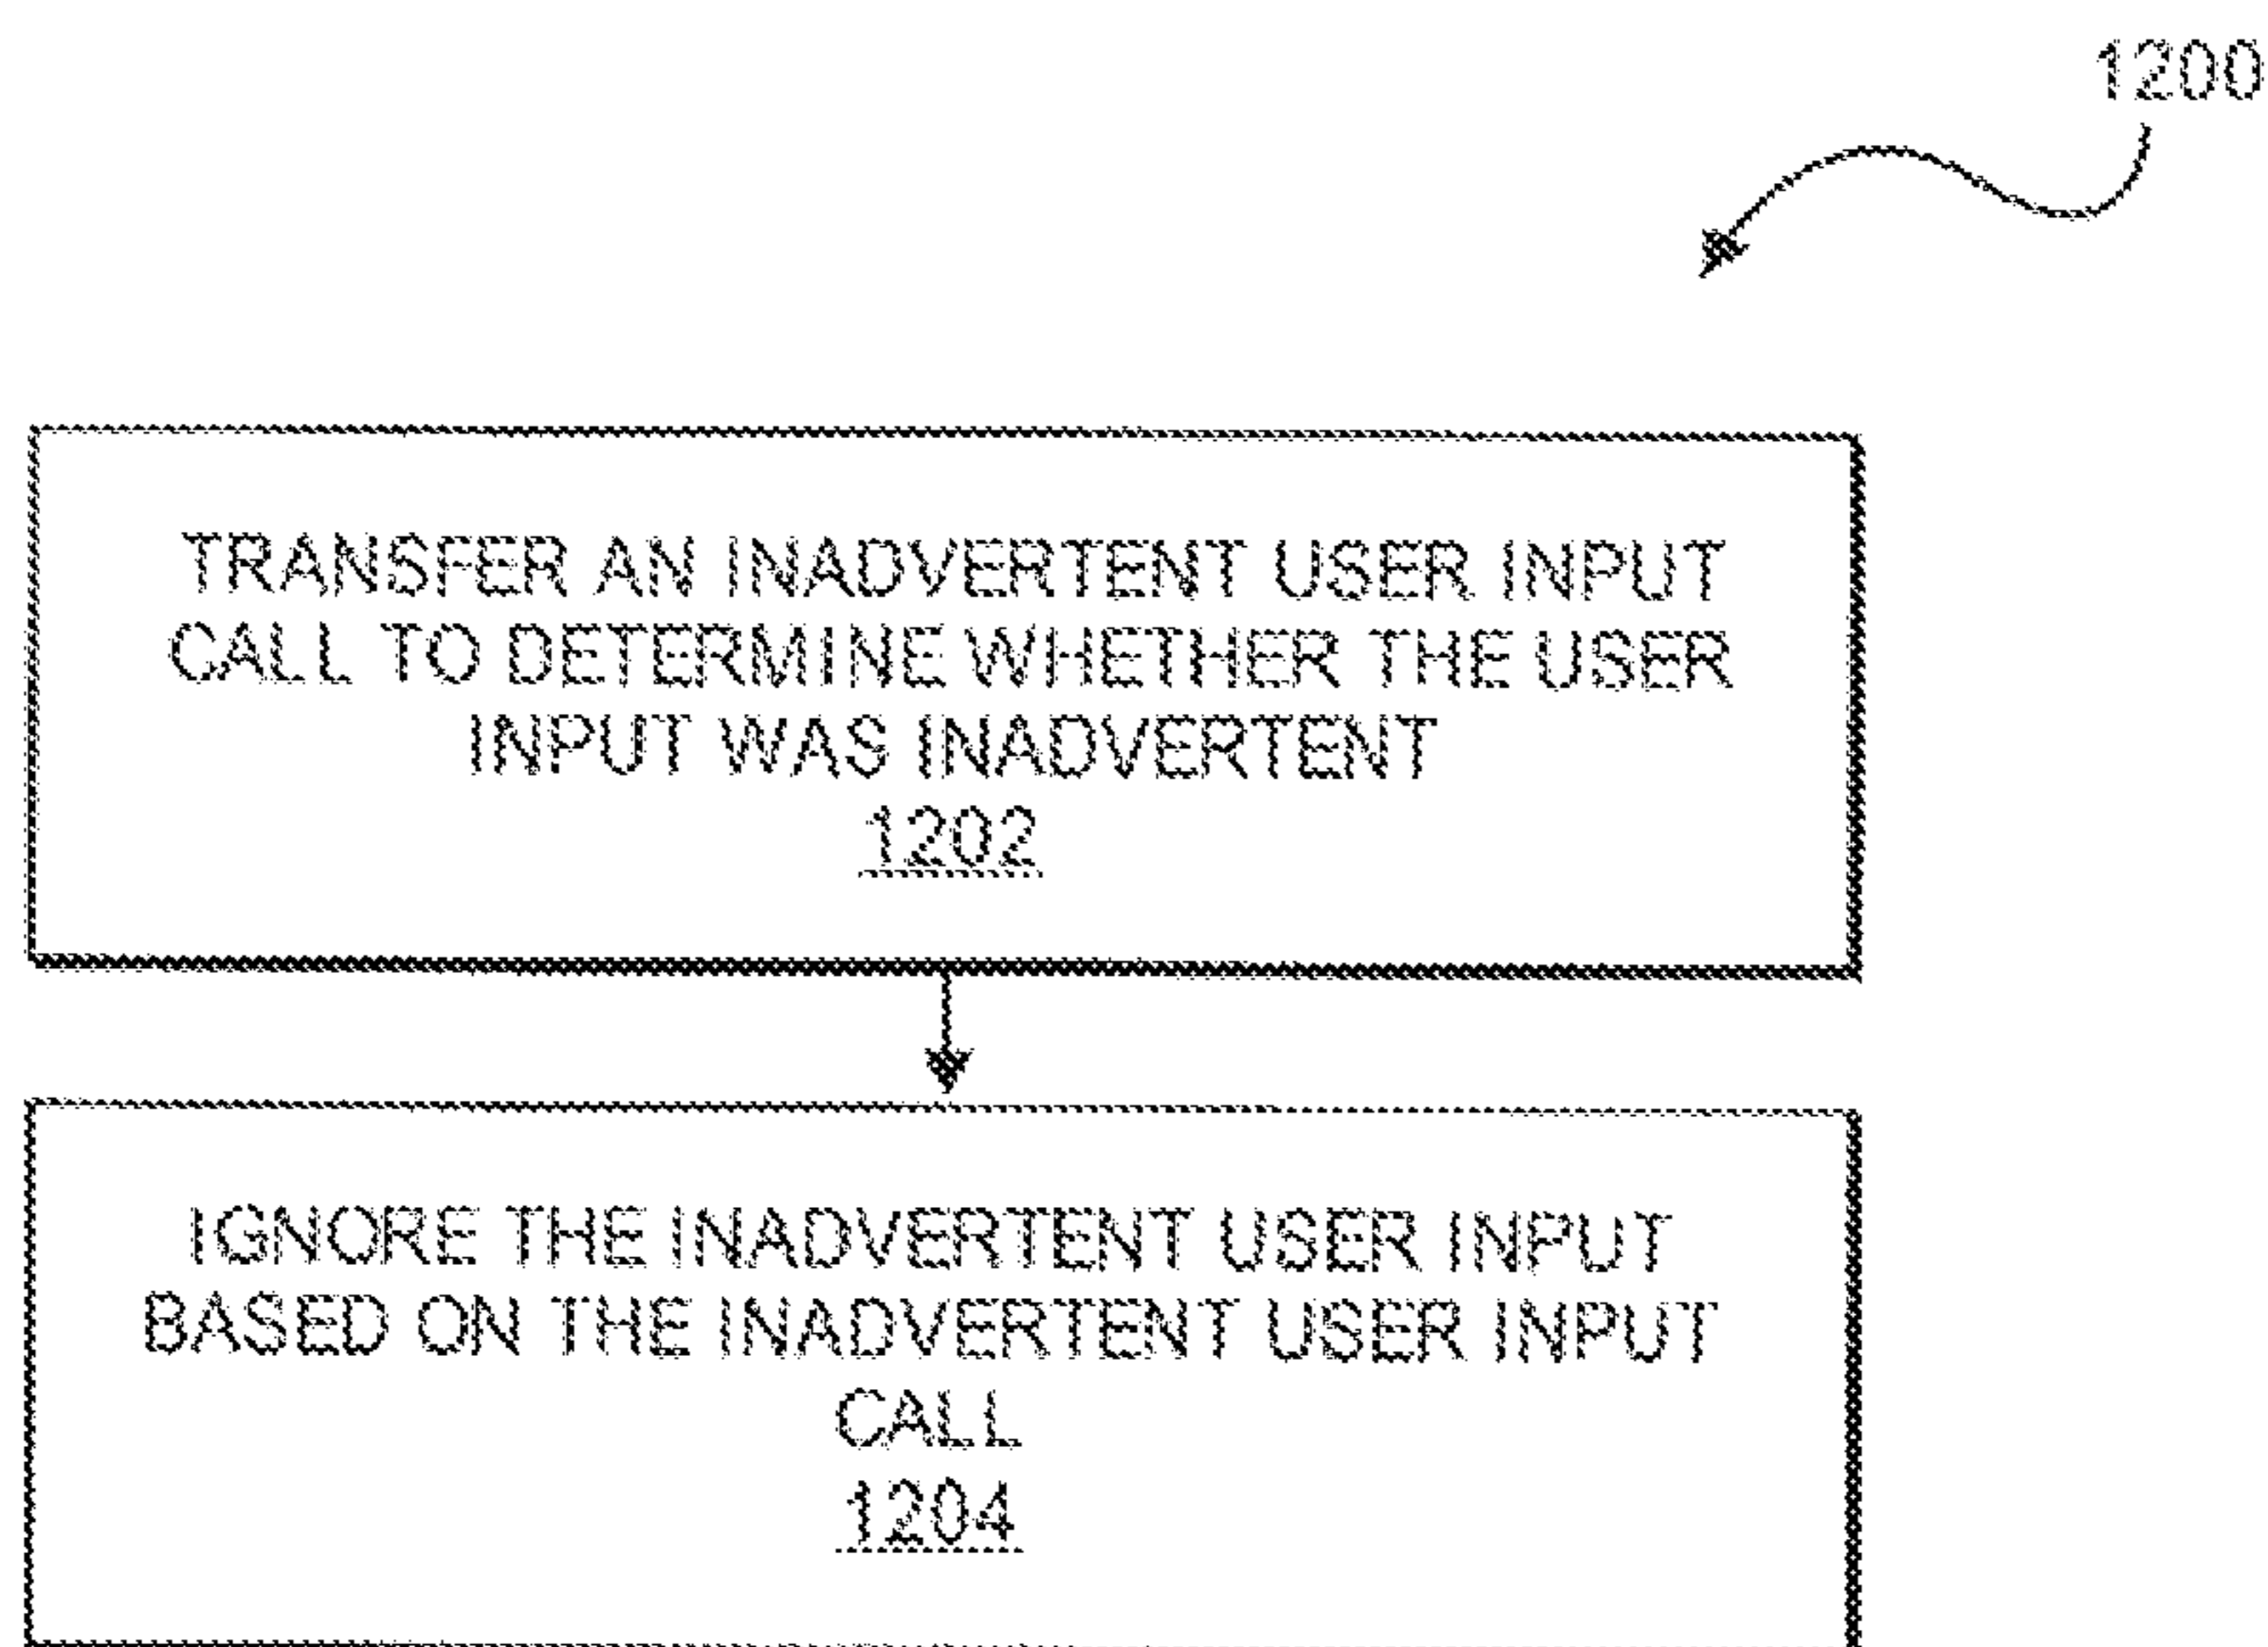 1200
TRANSFER AN INADVERTENT USER INPUT
CALL TO DETERMINE WHETHER THE USER
INPUT WAS INADVERTENT
1202
IGNORE THE INADVERTENT USER INPUT
BASED ON THE INADVERTENT USER INPUT
CALL
1204